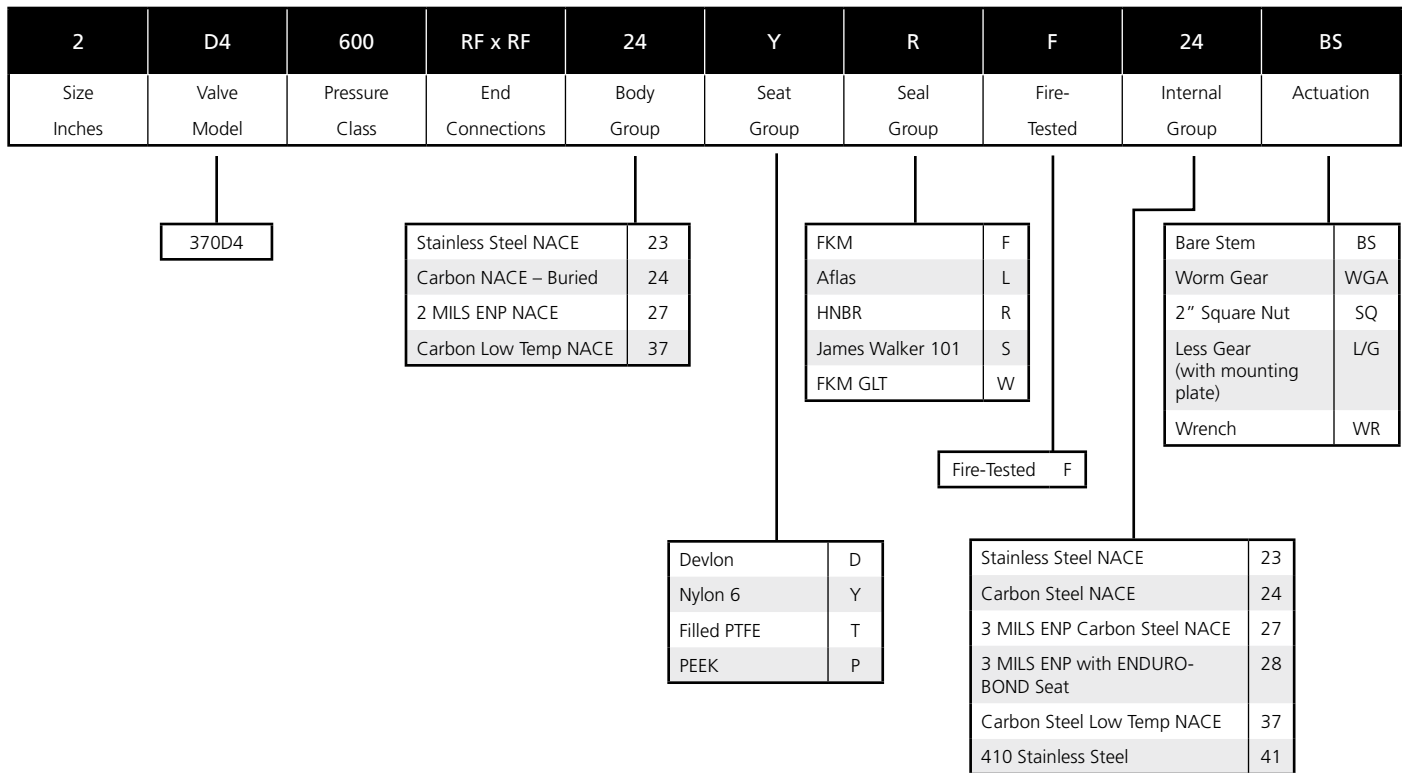 2 D4 600 RF x RF 24 Y R F 24 BS
Size Valve Pressure End Body Seat Seal Fire- Internal Actuation
Inches Model Class Connections Group Group Group Tested Group
370D4
Stainless Steel NACE 23
Carbon NACE – Buried 24
2 MILS ENP NACE 27
Carbon Low Temp NACE 37
FKM F
Aflas L
HNBR R
James Walker 101 S
FKM GLT W
Bare Stem BS
Worm Gear WGA
2” Square Nut SQ
Less Gear L/G
(with mounting
plate)
Wrench WR
Fire-Tested F
Devlon D
Nylon 6 Y
Filled PTFE T
PEEK P
Stainless Steel NACE 23
Carbon Steel NACE 24
3 MILS ENP Carbon Steel NACE 27
3 MILS ENP with ENDURO- 28
BOND Seat
Carbon Steel Low Temp NACE 37
410 Stainless Steel 41